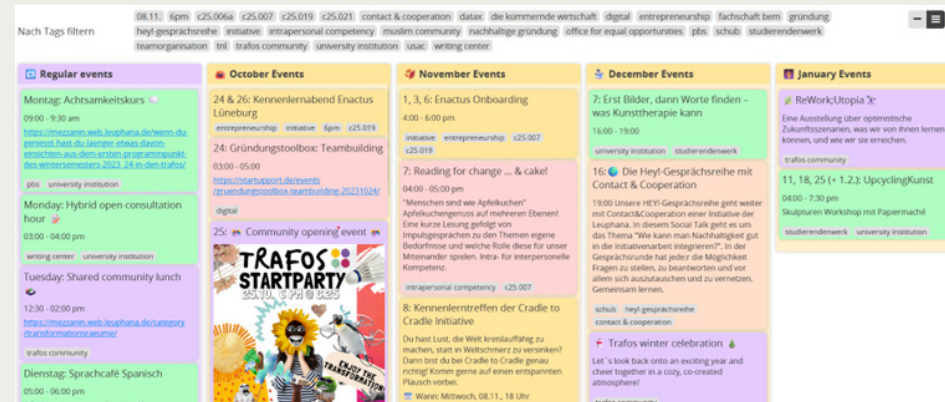 Nach Tags filtern
08.11. 6pm c25.006a c25.007 c25.019 c25.021 contact & cooperation datax die kümmernde wirtschaft digital entrepreneurship fachschaft bem gründung
heyl-gesprächsreihe initiative intrapersonal competency muslim community nachhaltige gründung office for equal opportunities pbs schub studierendenwerk
teamorganisation tnl trafos community university institution usac writing center
Regular events
Montag: Achtsamkeitskurs
09:00 - 9:30 am
https://mezzanin.web.leuphana.de/wenn-du-
geniesst-hast-du-laenger-etwas-davon-
einsichten-aus-dem-ersten-programmpunkt-
des-wintersemesters-2023_24-in-den-trafos/
pbs university institution
Monday: Hybrid open consultation
hour
03:00 - 04:00 pm
writing center university institution
Tuesday: Shared community lunch
12:30 - 02:00 pm
https://mezzanin.web.leuphana.de/category
/transformationsraeume/
trafos community
Dienstag: Sprachcafé Spanisch
05:00 - 06:00 pm
October Events
24 & 26: Kennenlernabend Enactus
Lüneburg
entrepreneurship initiative 6pm c25.019
24: Gründungstoolbox: Teambuilding
03:00 - 05:00
https://startupport.de/events
/gruendungstoolbox-teambuilding-20231024/
digital
25: Community opening event
TRAFOS
STARTPARTY
25.10. 6 PM @ C25
ENJOY THE
TRANSFORMATION
November Events
1, 3, 6: Enactus Onboarding
4:00 - 6:00 pm
initiative entrepreneurship 6pm c25.007
c25.019
7: Reading for change ... & cake!
04:00 - 05:00 pm
"Menschen sind wie Apfelkuchen"
Apfelkuchengenuss auf mehreren Ebenen!
Eine kurze Lesung gefolgt von
Impulsgesprächen zu den Themen eigene
Bedürfnisse und welche Rolle diese für unser
Miteinander spielen. Intra- für interpersonelle
Kompetenz.
intrapersonal competency c25.007
8: Kennenlerntreffen der Cradle to
Cradle Initiative
Du hast Lust, die Welt kreislauffähig zu
machen, statt in Weltschmerz zu versinken?
Dann bist du bei Cradle to Cradle genau
richtig! Komm gerne auf einen entspannten
Plausch vorbei.
Wann: Mittwoch, 08.11., 18 Uhr
December Events
7: Erst Bilder, dann Worte finden –
was Kunsttherapie kann
16:00 - 19:00
university institution studierendenwerk
16: Die Hey!-Gesprächsreihe mit
Contact & Cooperation
19:00 Unsere HEY!-Gesprächsreihe geht weiter
mit Contact&Cooperation einer Initiative der
Leuphana. In diesem Social Talk geht es um
das Thema "Wie kann man Nachhaltigkeit gut
in die Initiativenarbeit integrieren?". In der
Gesprächsrunde hat jeder die Möglichkeit
Fragen zu stellen, zu beantworten und vor
allem sich auszutauschen und zu vernetzen.
Gemeinsam lernen.
schub heyl-gesprächsreihe
contact & cooperation
Trafos winter celebration
Let´s look back onto an exciting year and
cheer together in a cozy, co-created
atmosphere!
trafos community
January Events
ReWork;Utopia
Eine Ausstellung über optimistische
Zukunftsszenarien, was wir von ihnen lernen
können, und wie wir sie erreichen.
trafos community
11, 18, 25 (+ 1.2.): UpcyclingKunst
04:00 - 7:30 pm
Skulpturen Workshop mit Papiermaché
studierendenwerk university institution